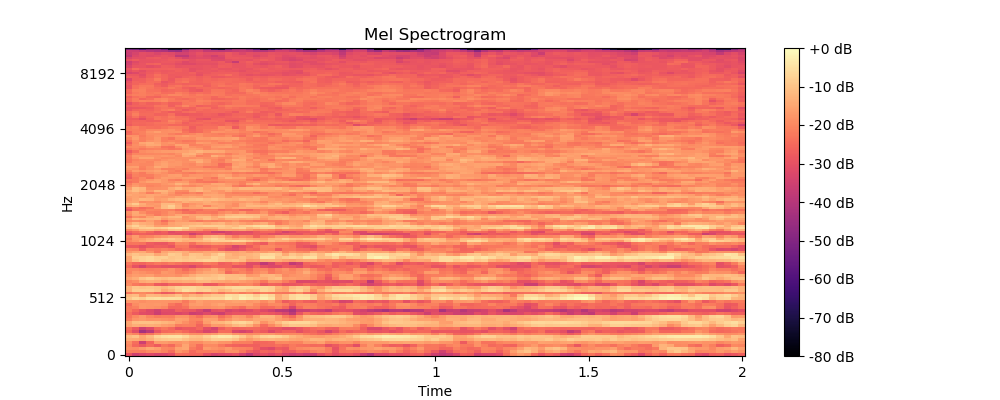 Mel Spectrogram
Hz
8192
4096
2048
1024
512
0
0 0.5 1 1.5 2
Time
+0 dB
-10 dB
-20 dB
-30 dB
-40 dB
-50 dB
-60 dB
-70 dB
-80 dB